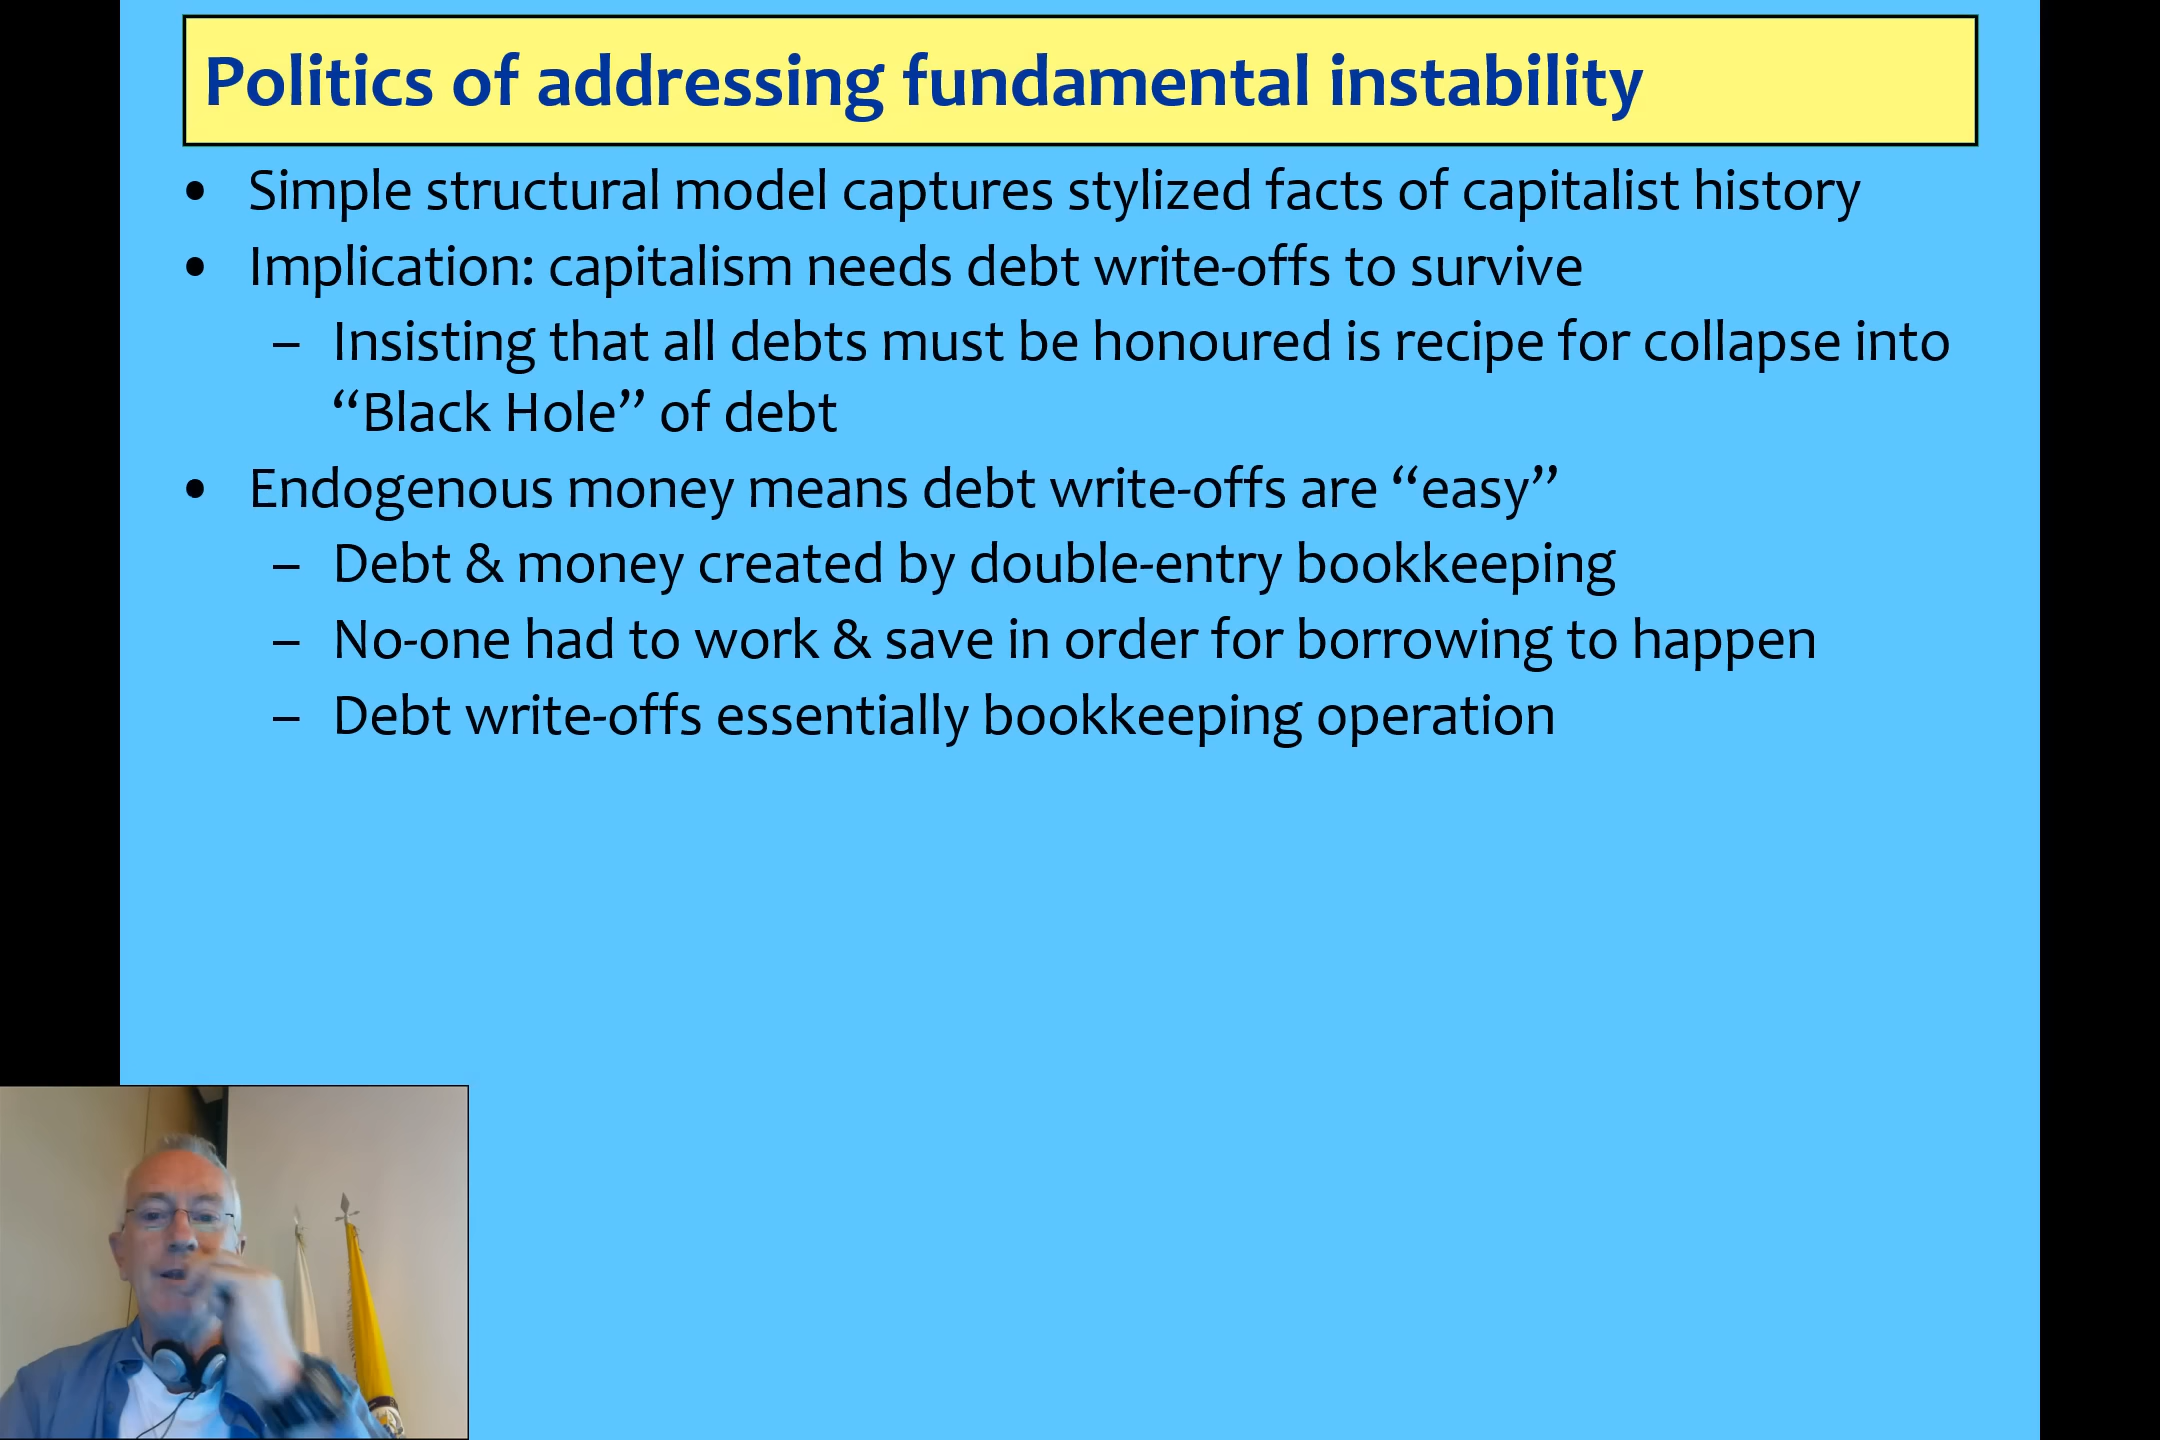 Politics of addressing fundamental instability
• Simple structural model captures stylized facts of capitalist history
• Implication: capitalism needs debt write-offs to survive
– Insisting that all debts must be honoured is recipe for collapse into
“Black Hole” of debt
• Endogenous money means debt write-offs are “easy”
– Debt & money created by double-entry bookkeeping
– No-one had to work & save in order for borrowing to happen
– Debt write-offs essentially bookkeeping operation